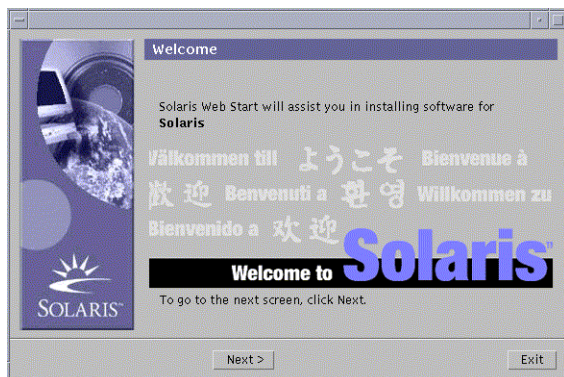 Welcome
Solaris Web Start will assist you in installing software for
Solaris
Välkommen till ようこそ Bienvenue à
歡 迎 Benvenuti a 환 영 Willkommen zu
Bienvenido a 欢 迎
Welcome to Solaris™
SOLARIS™
To go to the next screen, click Next.
Next >
Exit